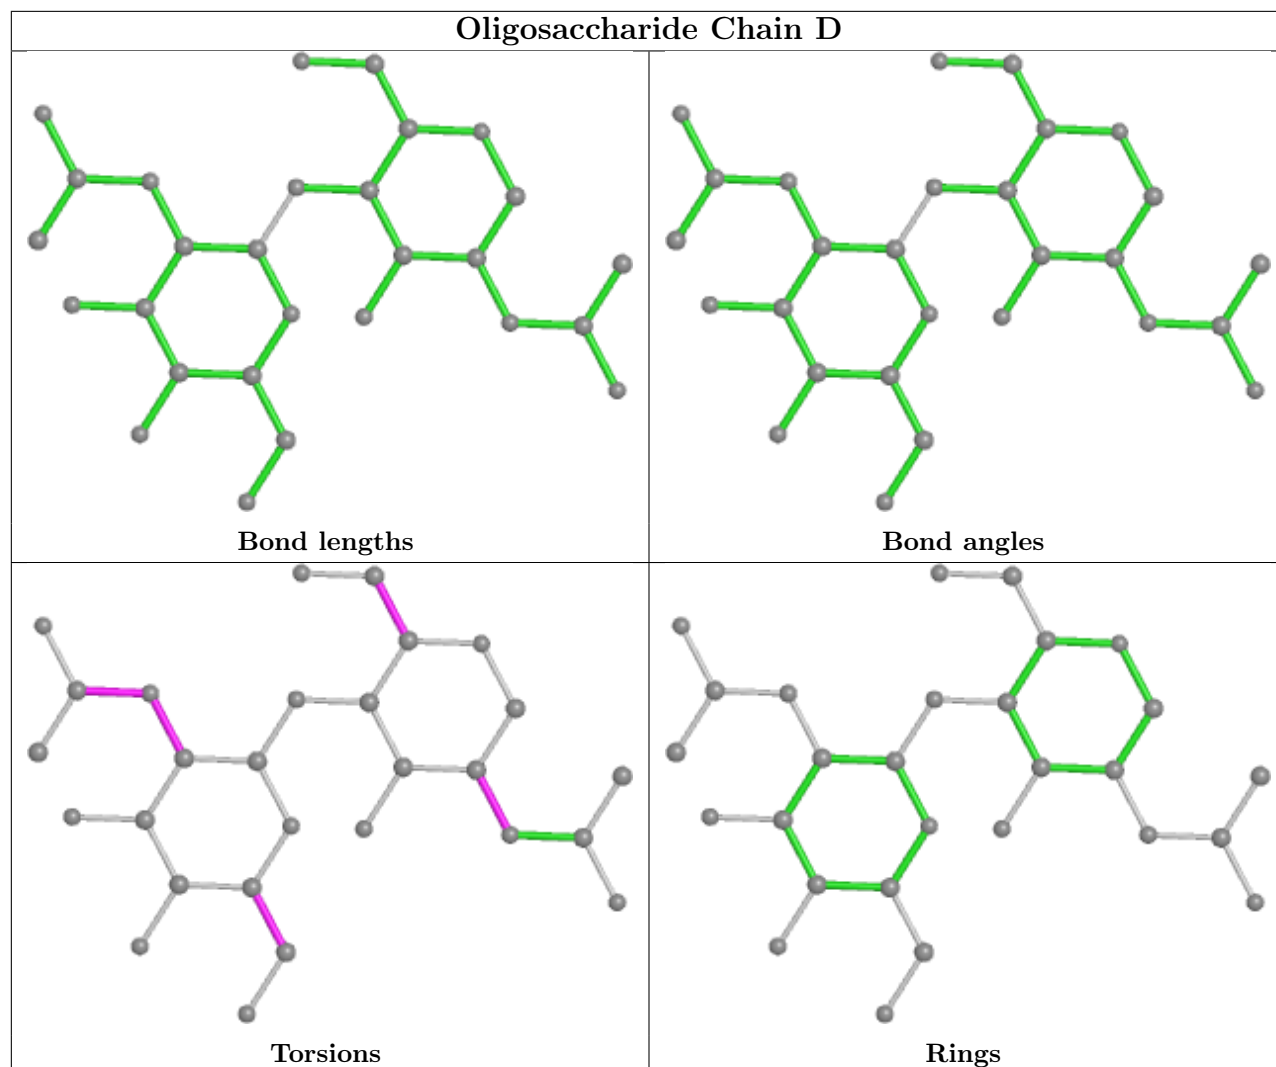 Oligosaccharide Chain D
Bond lengths
Bond angles
Torsions
Rings